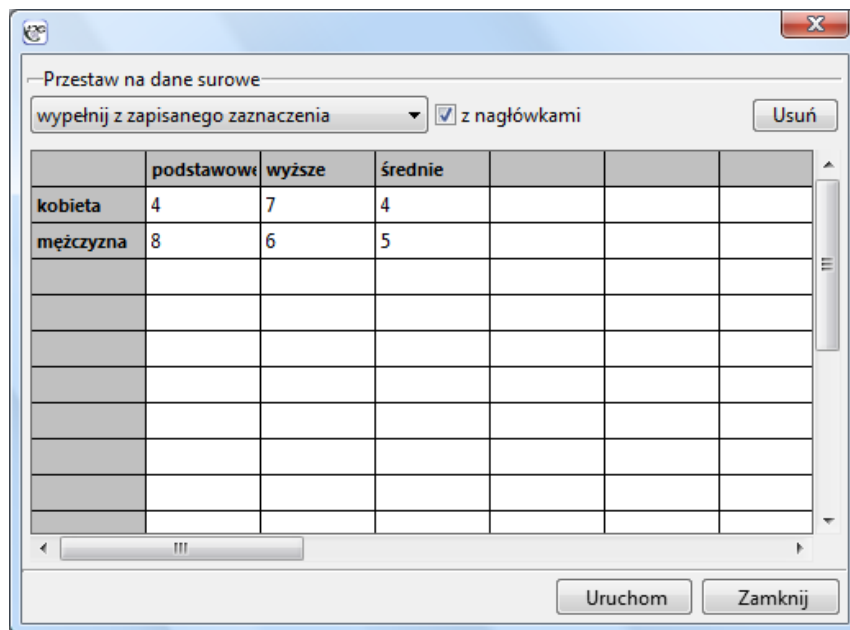 Przestaw na dane surowe
wypełnij z zapisanego zaznaczenia z nagłówkami Usuń
podstawowe wyższe średnie
kobieta 4 7 4
mężczyzna 8 6 5
Uruchom Zamknij